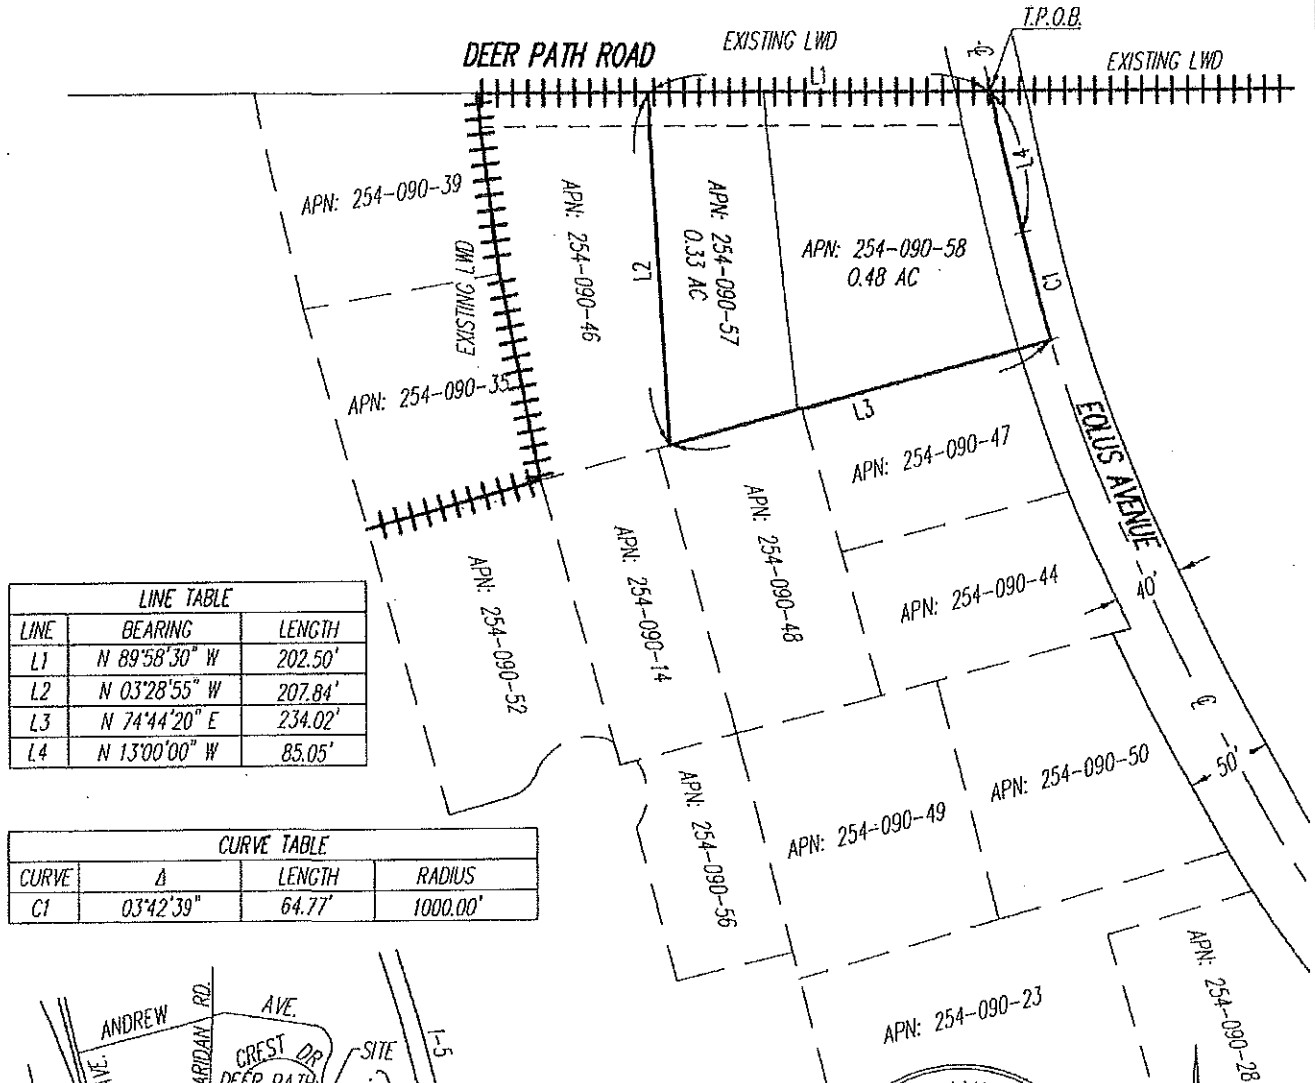 T.P.O.B.
DEER PATH ROAD
EXISTING LWD
L1
EXISTING LWD
L4
APN: 254-090-39
EXISTING LWD
APN: 254-090-46
L2
APN: 254-090-57
0.33 AC
APN: 254-090-58
0.48 AC
C1
APN: 254-090-35
L3
APN: 254-090-47
EOLUS AVENUE
APN: 254-090-48
APN: 254-090-44
40'
APN: 254-090-52
APN: 254-090-14
LINE TABLE
LINE BEARING LENGTH
L1 N 89°58'30" W 202.50'
L2 N 03°28'55" W 207.84'
L3 N 74°44'20" E 234.02'
L4 N 13°00'00" W 85.05'
APN: 254-090-56
APN: 254-090-49
APN: 254-090-50
50'
CURVE TABLE
CURVE Δ LENGTH RADIUS
C1 03°42'39" 64.77' 1000.00'
APN: 254-090-23
APN: 254-090-28
ANDREW AVE.
RD.
CREST DR
DEER PATH
SITE
I-5